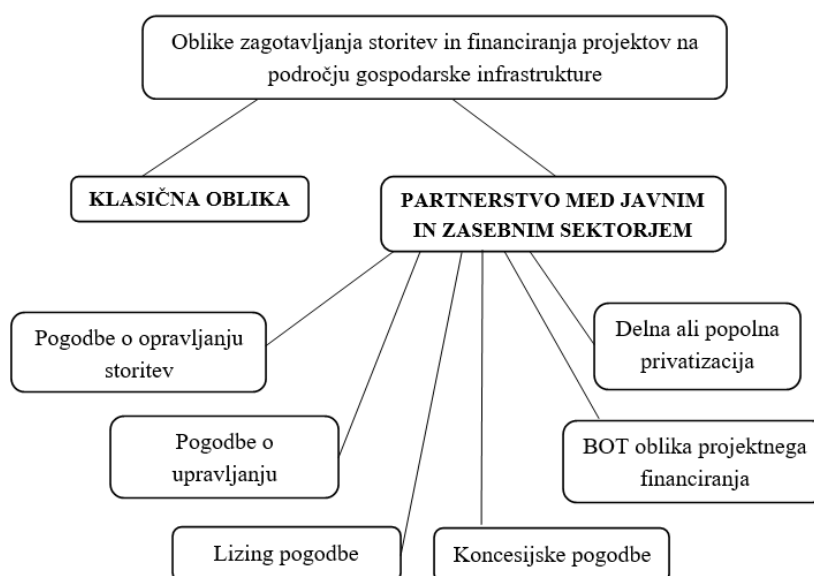 Oblike zagotavljanja storitev in financiranja projektov na
področju gospodarske infrastrukture
KLASIČNA OBLIKA
PARTNERSTVO MED JAVNIM
IN ZASEBNIM SEKTORJEM
Pogodbe o opravljanju
storitev
Delna ali popolna
privatizacija
Pogodbe o
upravljanju
BOT oblika projektnega
financiranja
Lizing pogodbe
Koncesijske pogodbe